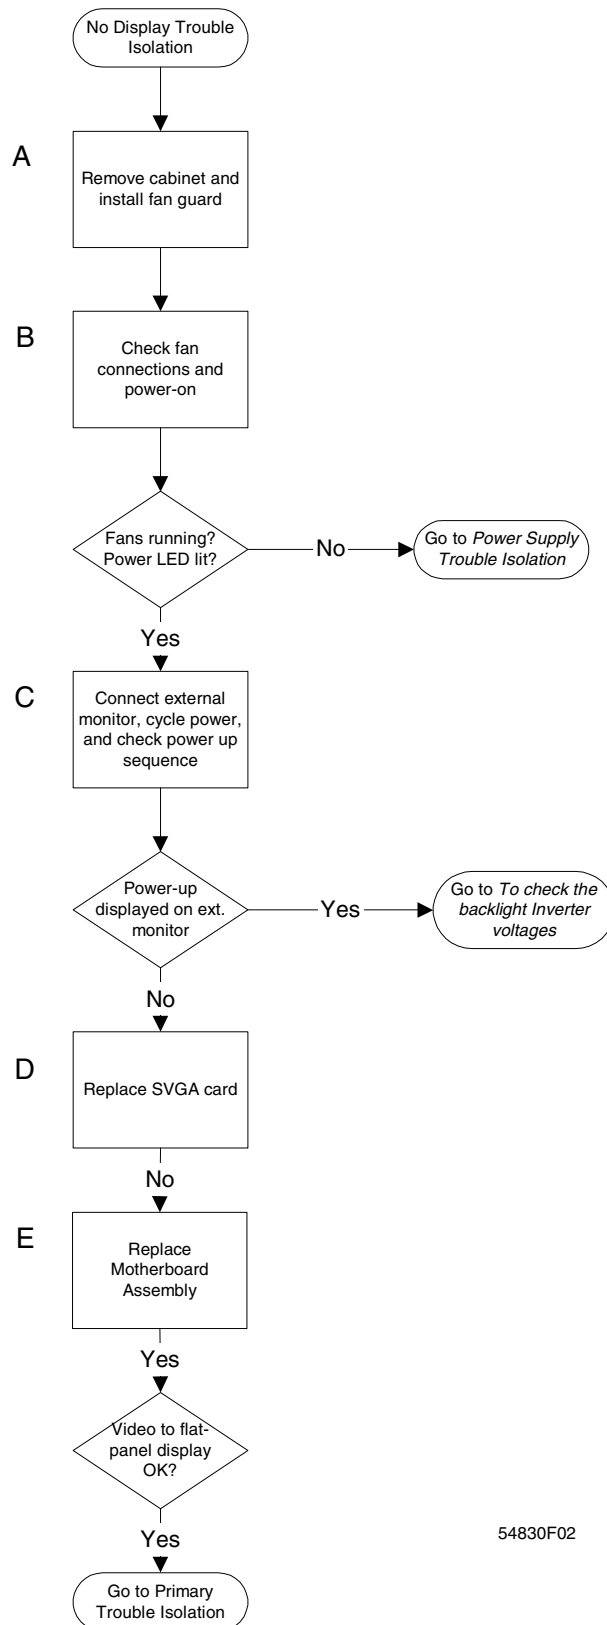 No Display Trouble
Isolation
A
Remove cabinet and
install fan guard
B
Check fan
connections and
power-on
Fans running?
Power LED lit?
No
Go to Power Supply
Trouble Isolation
Yes
C
Connect external
monitor, cycle power,
and check power up
sequence
Power-up
displayed on ext.
monitor
Yes
Go to To check the
backlight Inverter
voltages
No
D
Replace SVGA card
No
E
Replace
Motherboard
Assembly
Yes
Video to flat-
panel display
OK?
Yes
54830F02
Go to Primary
Trouble Isolation